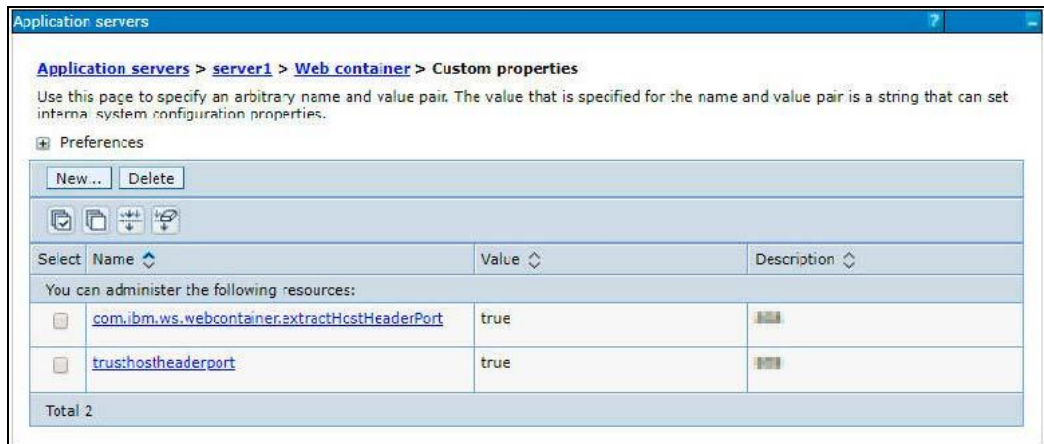 Application servers ? -
Application servers > server1 > Web container > Custom properties
Use this page to specify an arbitrary name and value pair. The value that is specified for the name and value pair is a string that can set
internal system configuration properties.
+ Preferences
New... Delete
Select Name Value Description
You can administer the following resources:
com.ibm.ws.webcontainer.extractHostHeaderPort true
trusthostheaderport true
Total 2